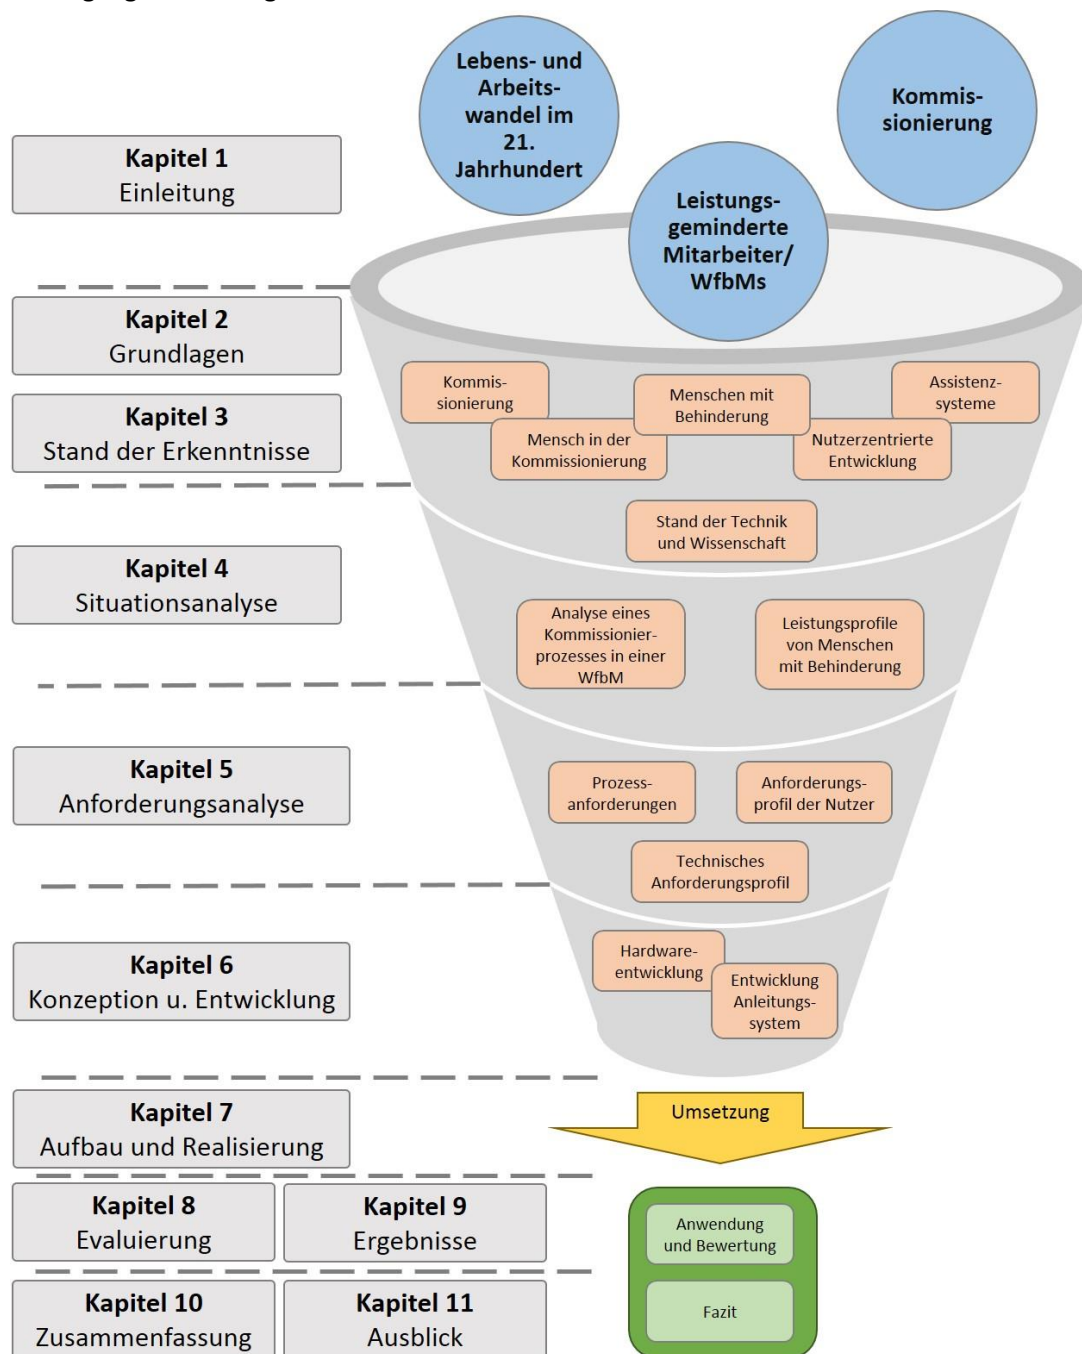 Lebens- und
Arbeits-
wandel im
21.
Jahrhundert
Kommis-
sionierung
Leistungs-
geminderte
Mitarbeiter/
WfbMs
Kapitel 1
Einleitung
Kapitel 2
Grundlagen
Kapitel 3
Stand der Erkenntnisse
Kommis-
sionierung
Menschen mit
Behinderung
Assistenz-
systeme
Mensch in der
Kommissionierung
Nutzerzentrierte
Entwicklung
Stand der Technik
und Wissenschaft
Kapitel 4
Situationsanalyse
Analyse eines
Kommissionier-
prozesses in einer
WfbM
Leistungsprofile
von Menschen
mit Behinderung
Kapitel 5
Anforderungsanalyse
Prozess-
anforderungen
Anforderungs-
profil der Nutzer
Technisches
Anforderungsprofil
Kapitel 6
Konzeption u. Entwicklung
Hardware-
entwicklung
Entwicklung
Anleitungs-
system
Kapitel 7
Aufbau und Realisierung
Umsetzung
Kapitel 8
Evaluierung
Kapitel 9
Ergebnisse
Anwendung
und Bewertung
Kapitel 10
Zusammenfassung
Kapitel 11
Ausblick
Fazit